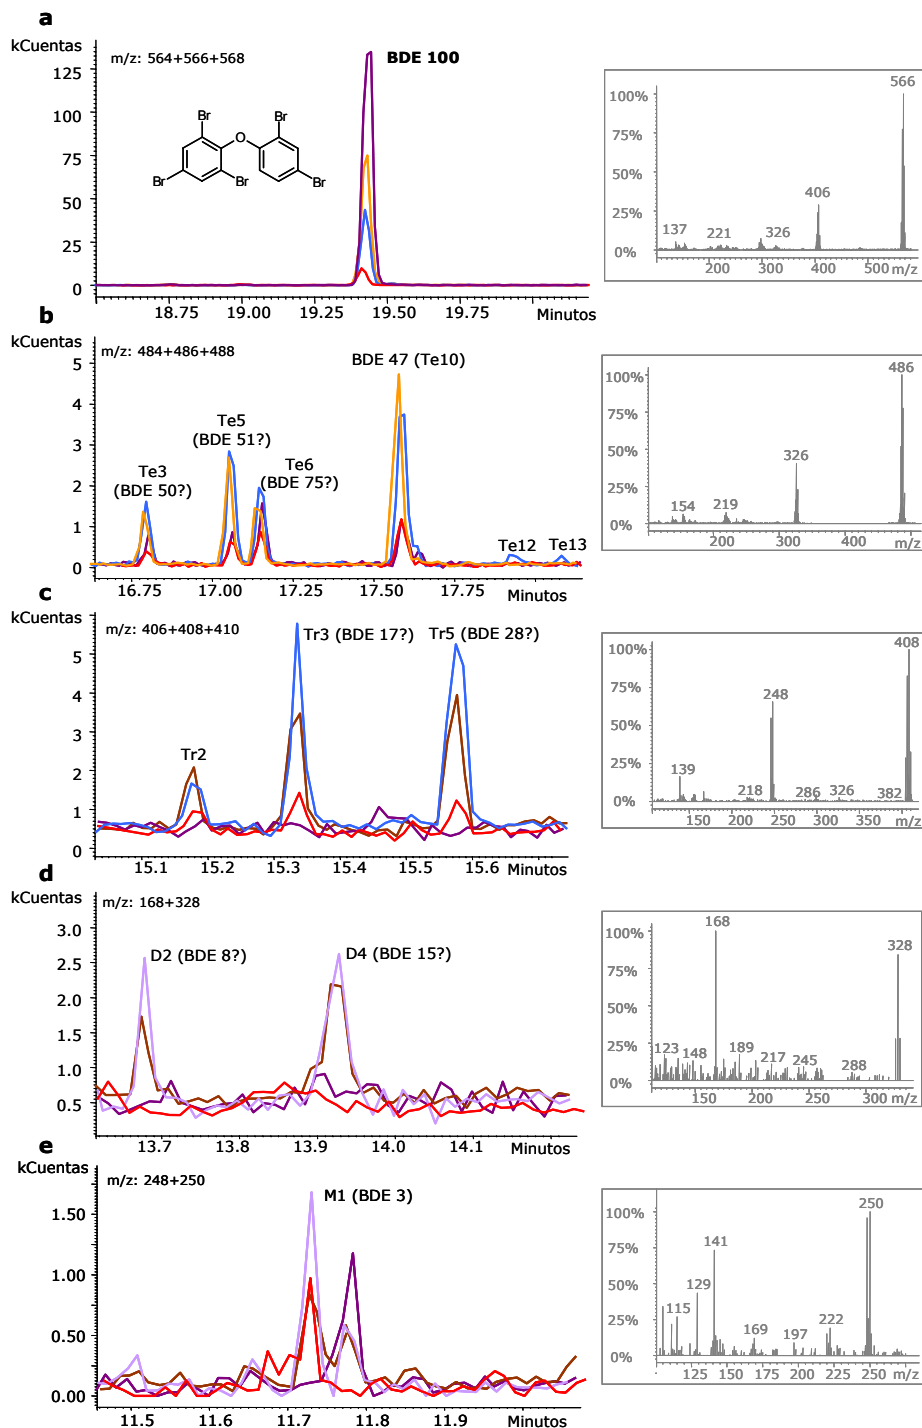 a
kCuentas
m/z: 564+566+568
BDE 100
125
100
75
50
25
0
Br
Br
O
Br
Br
Br
18.75 19.00 19.25 19.50 19.75 Minutos
566
100%
75%
50%
25%
0%
137 221 326 406
200 300 400 500 m/z
b
kCuentas
m/z: 484+486+488
BDE 47 (Te10)
5
4
3
2
1
0
Te5
(BDE 51?)
Te3
(BDE 50?)
Te6
(BDE 75?)
Te12 Te13
16.75 17.00 17.25 17.50 17.75 Minutos
486
100%
75%
50%
25%
0%
154 219 326
200 300 400 m/z
c
kCuentas
m/z: 406+408+410
Tr3 (BDE 17?) Tr5 (BDE 28?)
Tr2
5
4
3
2
1
0
15.1 15.2 15.3 15.4 15.5 15.6 Minutos
408
100%
75%
50%
25%
0%
139 218 248 286 326 382
150 200 250 300 350 m/z
d
kCuentas
m/z: 168+328
D2 (BDE 8?) D4 (BDE 15?)
3.0
2.5
2.0
1.5
1.0
0.5
13.7 13.8 13.9 14.0 14.1 Minutos
168
328
100%
75%
50%
25%
0%
123 148 189 217 245 288
150 200 250 300 m/z
e
kCuentas
m/z: 248+250
M1 (BDE 3)
1.50
1.00
0.50
0.00
11.5 11.6 11.7 11.8 11.9 Minutos
250
100%
75%
50%
25%
0%
115 129 141 169 197 222
125 150 175 200 225 250 m/z